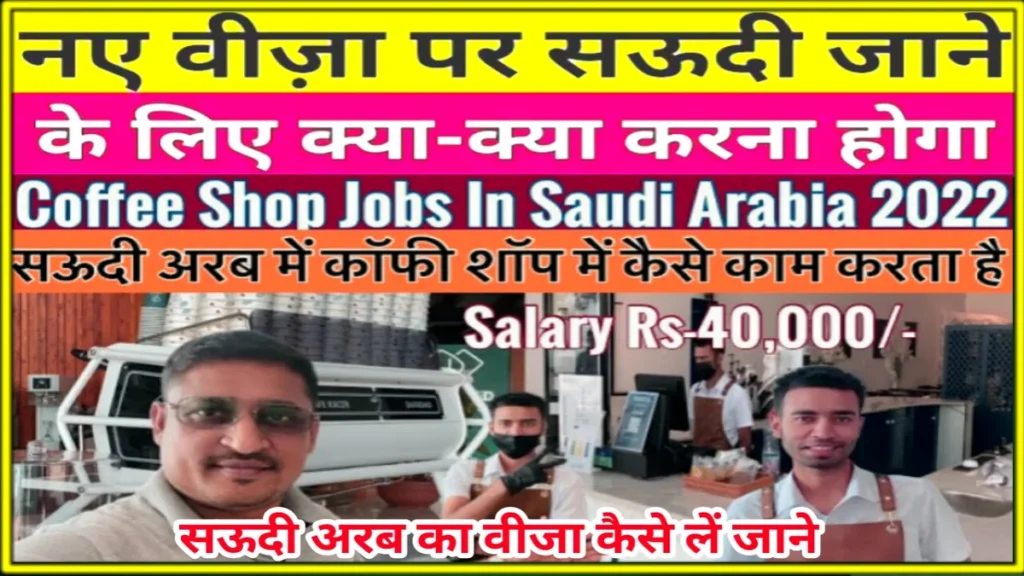 नए वीज़ा पर सऊदी जाने
के लिए क्या-क्या करना होगा
Coffee Shop Jobs In Saudi Arabia 2022
सऊदी अरब में कॉफी शॉप में कैसे काम करता है
Salary Rs-40,000/-
सऊदी अरब का वीजा कैसे लें जाने